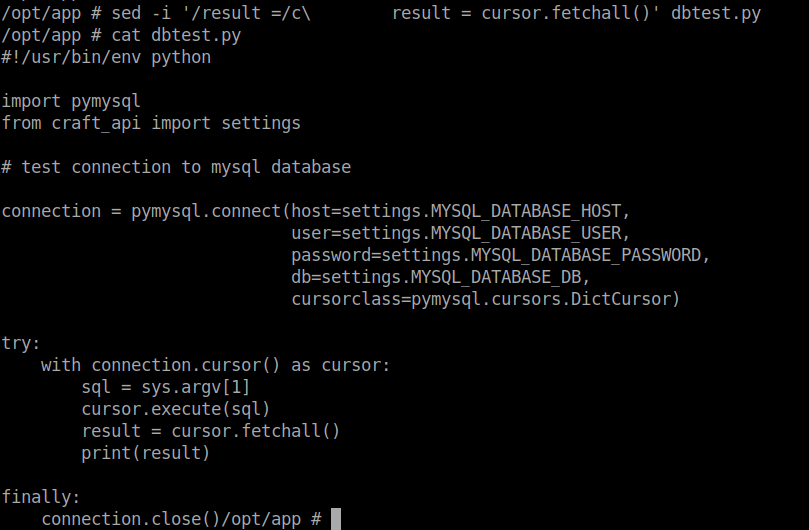 /opt/app # sed -i '/result =/c\        result = cursor.fetchall()' dbtest.py
/opt/app # cat dbtest.py
#!/usr/bin/env python

import pymysql
from craft_api import settings

# test connection to mysql database

connection = pymysql.connect(host=settings.MYSQL_DATABASE_HOST,
                             user=settings.MYSQL_DATABASE_USER,
                             password=settings.MYSQL_DATABASE_PASSWORD,
                             db=settings.MYSQL_DATABASE_DB,
                             cursorclass=pymysql.cursors.DictCursor)

try:
    with connection.cursor() as cursor:
        sql = sys.argv[1]
        cursor.execute(sql)
        result = cursor.fetchall()
        print(result)

finally:
    connection.close()/opt/app #